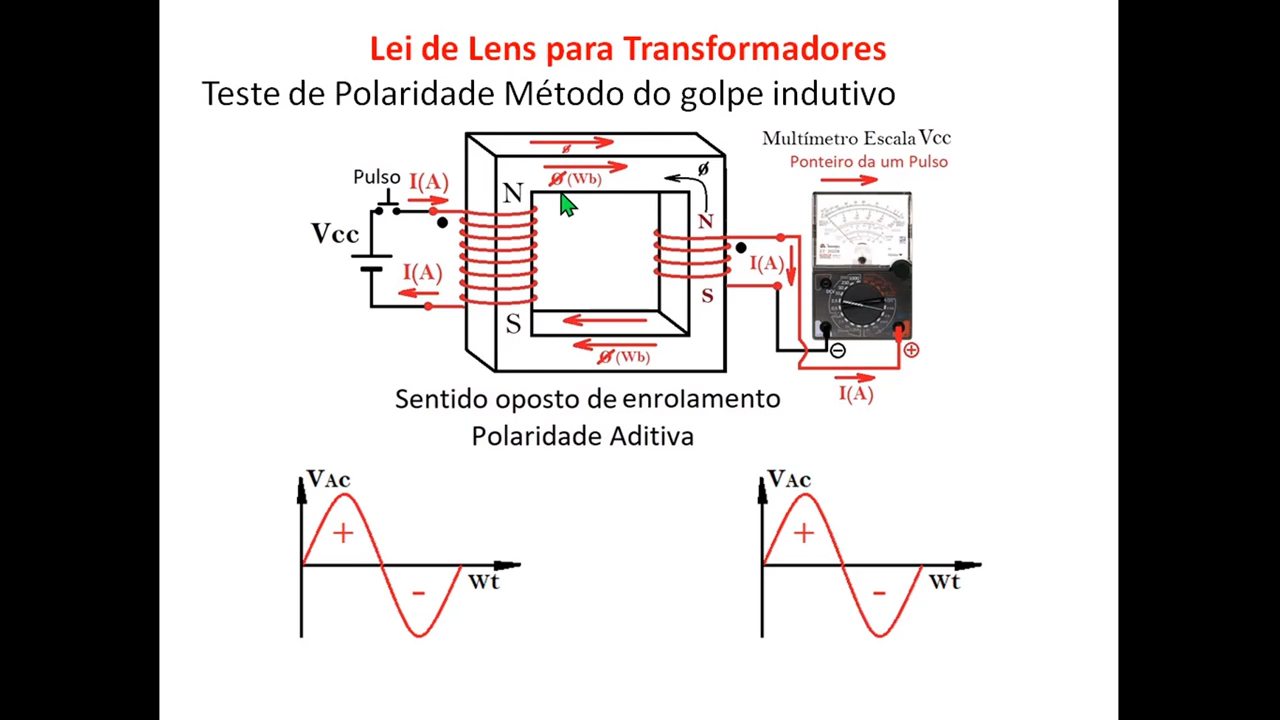 Lei de Lens para Transformadores
Teste de Polaridade Método do golpe indutivo
Multímetro Escala Vcc
Ponteiro da um Pulso
ø
ø(Wb)
ø
Pulso
I(A)
N
N
Vcc
I(A)
I(A)
S
S
ø(Wb)
I(A)
Sentido oposto de enrolamento
Polaridade Aditiva
VAc
+
-
Wt
VAc
+
-
Wt